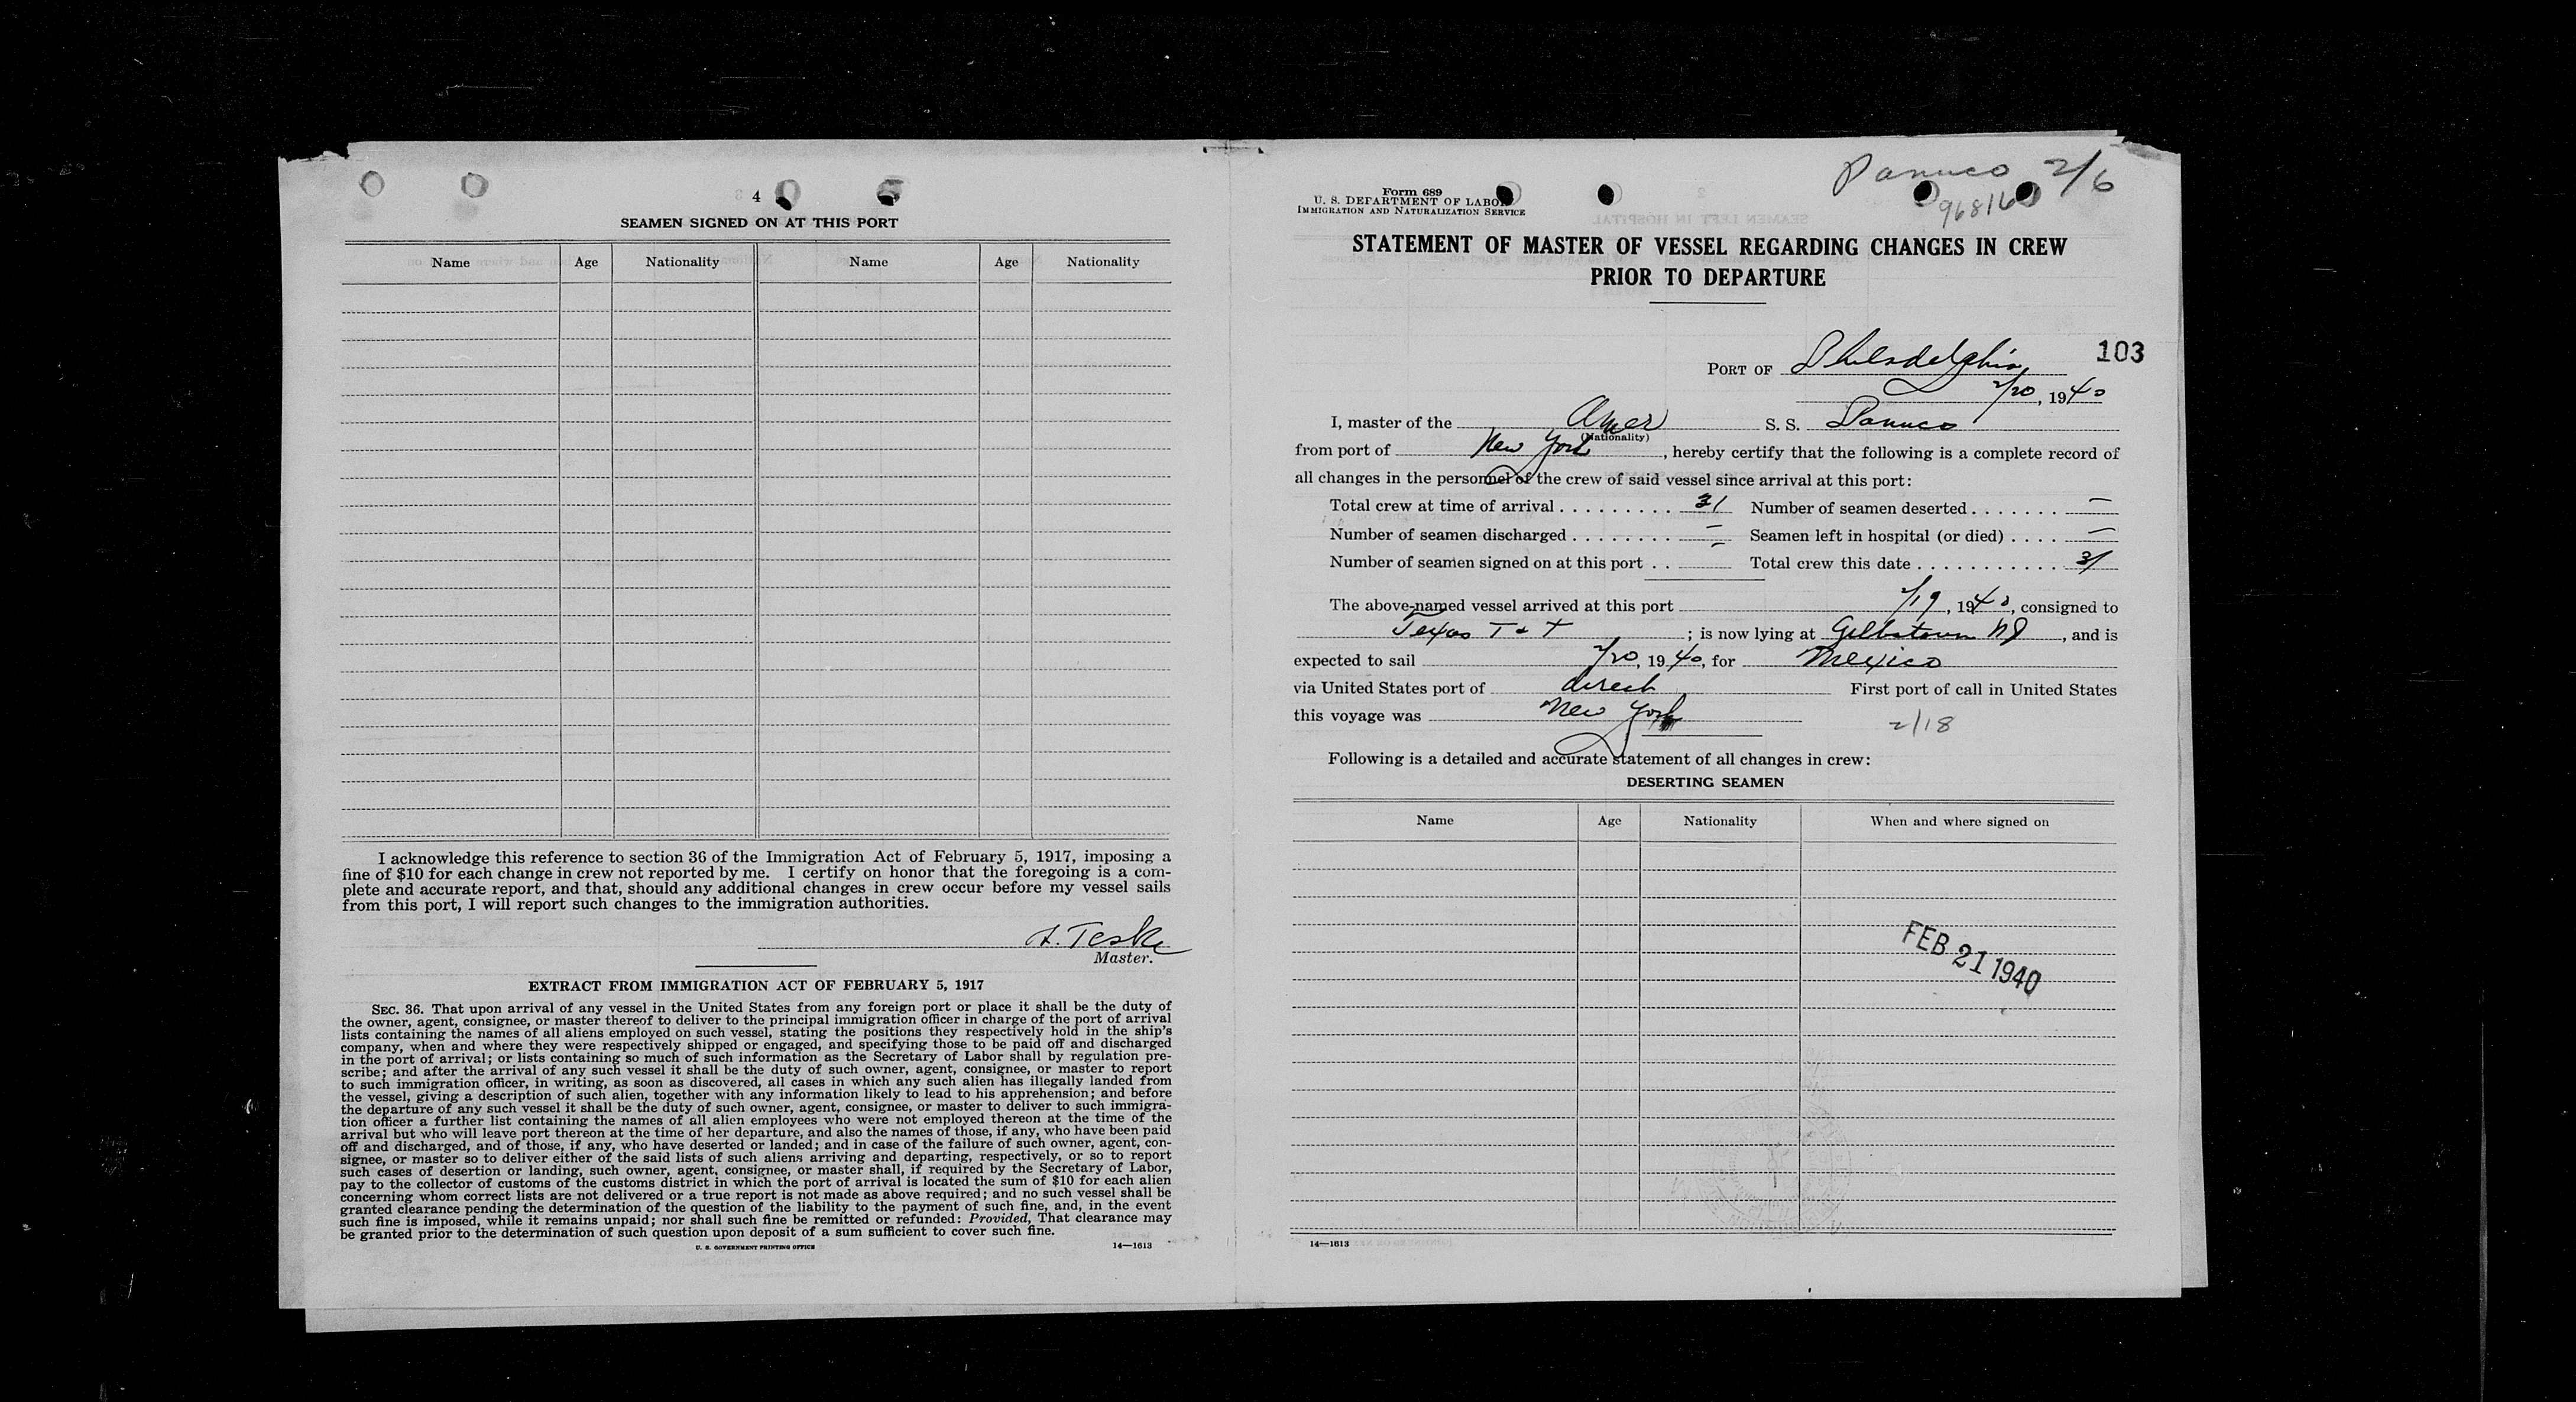 4
SEAMEN SIGNED ON AT THIS PORT
Name Age Nationality Name Age Nationality
I acknowledge this reference to section 36 of the Immigration Act of February 5, 1917, imposing a
fine of $10 for each change in crew not reported by me. I certify on honor that the foregoing is a com-
plete and accurate report, and that, should any additional changes in crew occur before my vessel sails
from this port, I will report such changes to the immigration authorities.
A. Teske
Master.
EXTRACT FROM IMMIGRATION ACT OF FEBRUARY 5, 1917
SEC. 36. That upon arrival of any vessel in the United States from any foreign port or place it shall be the duty of
the owner, agent, consignee, or master thereof to deliver to the principal immigration officer in charge of the port of arrival
lists containing the names of all aliens employed on such vessel, stating the positions they respectively hold in the ship's
company, when and where they were respectively shipped or engaged, and specifying those to be paid off and discharged
in the port of arrival; or lists containing so much of such information as the Secretary of Labor shall by regulation pre-
scribe; and after the arrival of any such vessel it shall be the duty of such owner, agent, consignee, or master to report
to such immigration officer, in writing, as soon as discovered, all cases in which any such alien has illegally landed from
the vessel, giving a description of such alien, together with any information likely to lead to his apprehension; and before
the departure of any such vessel it shall be the duty of such owner, agent, consignee, or master to deliver to such immigra-
tion officer a further list containing the names of all alien employees who were not employed thereon at the time of the
arrival but who will leave port thereon at the time of her departure, and also the names of those, if any, who have been paid
off and discharged, and of those, if any, who have deserted or landed; and in case of the failure of such owner, agent, con-
signee, or master so to deliver either of the said lists of such aliens arriving and departing, respectively, or so to report
such cases of desertion or landing, such owner, agent, consignee, or master shall, if required by the Secretary of Labor,
pay to the collector of customs of the customs district in which the port of arrival is located the sum of $10 for each alien
concerning whom correct lists are not delivered or a true report is not made as above required; and no such vessel shall be
granted clearance pending the determination of the question of the liability to the payment of such fine, and, in the event
such fine is imposed, while it remains unpaid; nor shall such fine be remitted or refunded: Provided, That clearance may
be granted prior to the determination of such question upon deposit of a sum sufficient to cover such fine.
U. S. GOVERNMENT PRINTING OFFICE 14—1613
Panuco 2/6
96816
Form 689
U. S. DEPARTMENT OF LABOR
IMMIGRATION AND NATURALIZATION SERVICE
STATEMENT OF MASTER OF VESSEL REGARDING CHANGES IN CREW
PRIOR TO DEPARTURE
103
PORT OF Philadelphia
2/20, 1940
I, master of the Amer S. S. Panuco
(Nationality)
from port of New York, hereby certify that the following is a complete record of
all changes in the personnel of the crew of said vessel since arrival at this port:
Total crew at time of arrival . . . . . . . . . 31 Number of seamen deserted . . . . . . . —
Number of seamen discharged . . . . . . . . — Seamen left in hospital (or died) . . . . —
Number of seamen signed on at this port . . — Total crew this date . . . . . . . . . . . . 31
The above-named vessel arrived at this port 2/19, 1940, consigned to
Texas T & T; is now lying at NJ, and is
expected to sail 2/20, 1940, for Mexico
via United States port of direct First port of call in United States
this voyage was New York 2/18
Following is a detailed and accurate statement of all changes in crew:
DESERTING SEAMEN
Name Age Nationality When and where signed on
FEB 21 1940
14—1613